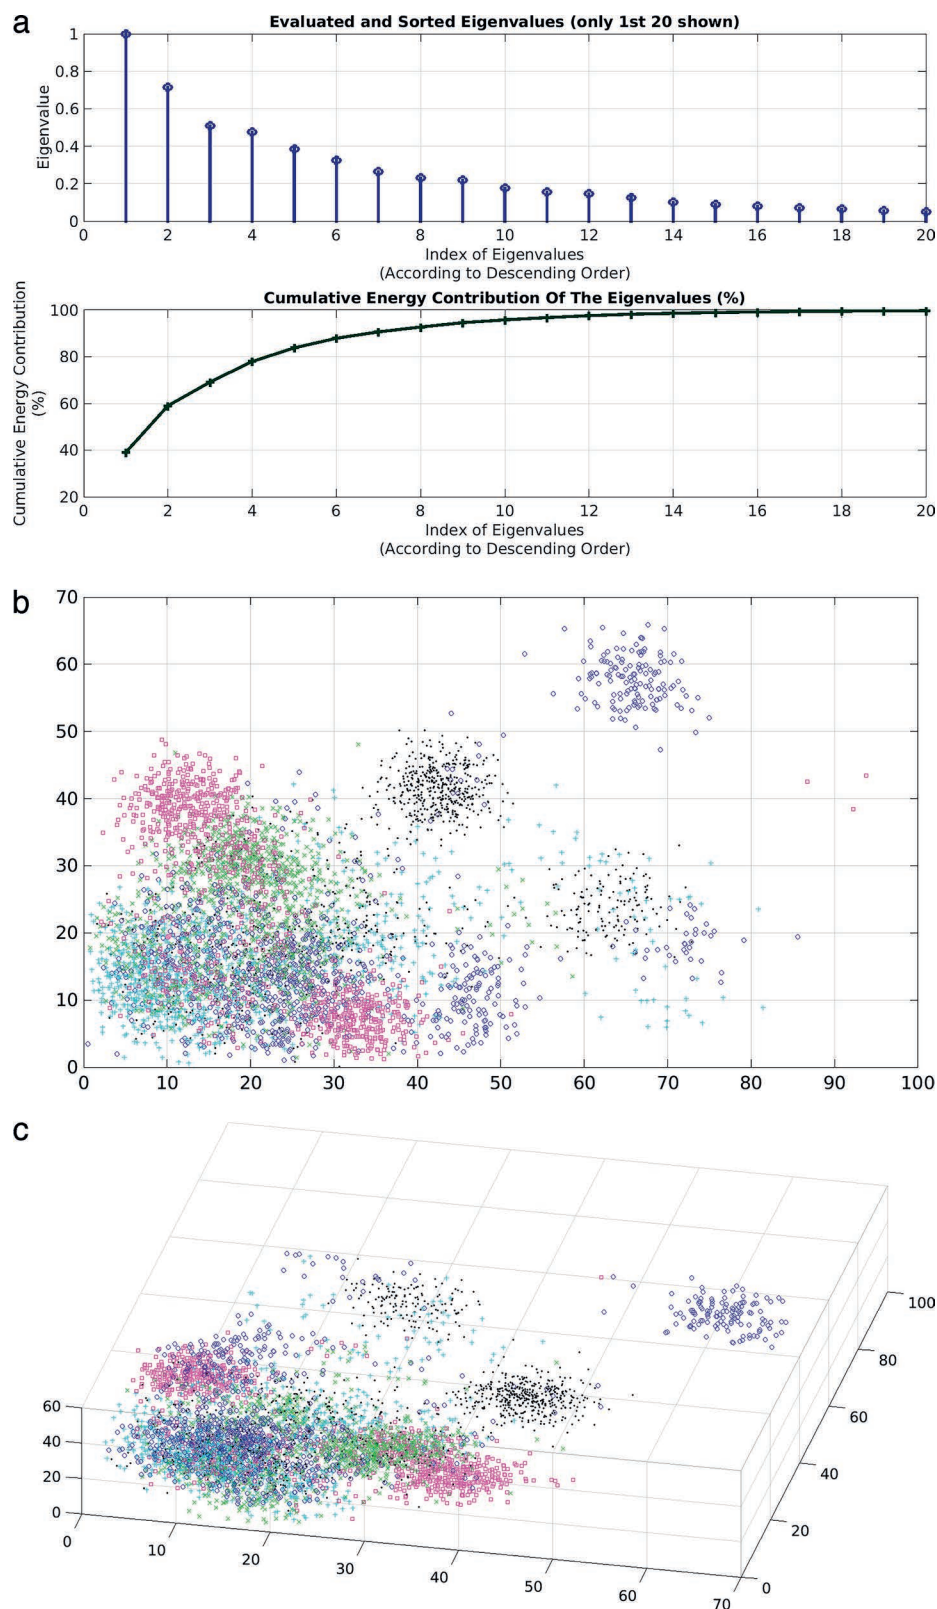 a
Evaluated and Sorted Eigenvalues (only 1st 20 shown)
1
0.8
0.6
0.4
0.2
0
Eigenvalue
0 2 4 6 8 10 12 14 16 18 20
Index of Eigenvalues
(According to Descending Order)
Cumulative Energy Contribution Of The Eigenvalues (%)
100
80
60
40
20
Cumulative Energy Contribution
(%)
0 2 4 6 8 10 12 14 16 18 20
Index of Eigenvalues
(According to Descending Order)
b
70
60
50
40
30
20
10
0
0 10 20 30 40 50 60 70 80 90 100
c
60
40
20
0
0 10 20 30 40 50 60 70
0
20
40
60
80
100